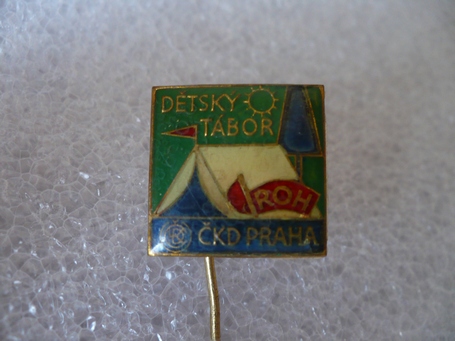 DĚTSKÝ
TÁBOR
ROH
ČKD PRAHA